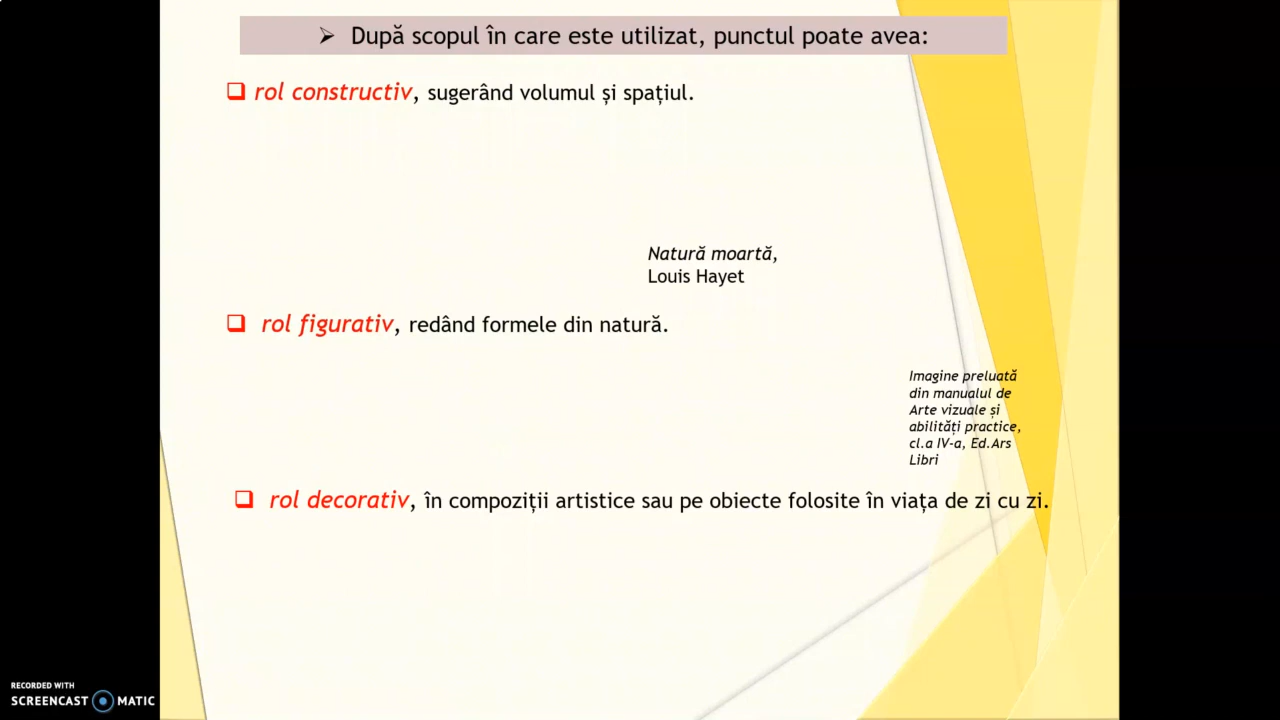 După scopul în care este utilizat, punctul poate avea:
rol constructiv, sugerând volumul și spațiul.
Natură moartă,
Louis Hayet
rol figurativ, redând formele din natură.
Imagine preluată
din manualul de
Arte vizuale și
abilități practice,
cl.a IV-a, Ed.Ars
Libri
rol decorativ, în compoziții artistice sau pe obiecte folosite în viața de zi cu zi.
RECORDED WITH
SCREENCAST MATIC